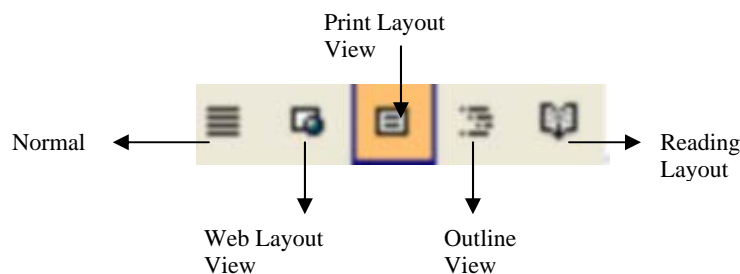 Print Layout
View
Normal
Reading
Layout
Web Layout
View
Outline
View